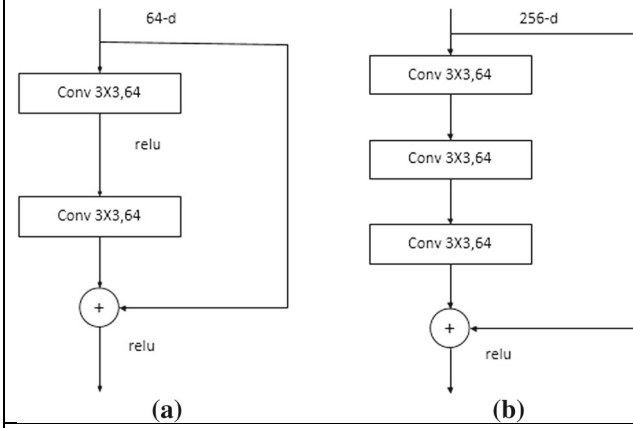 64-d
Conv 3X3,64
relu
Conv 3X3,64
+
relu
(a)
256-d
Conv 3X3,64
Conv 3X3,64
Conv 3X3,64
+
relu
(b)